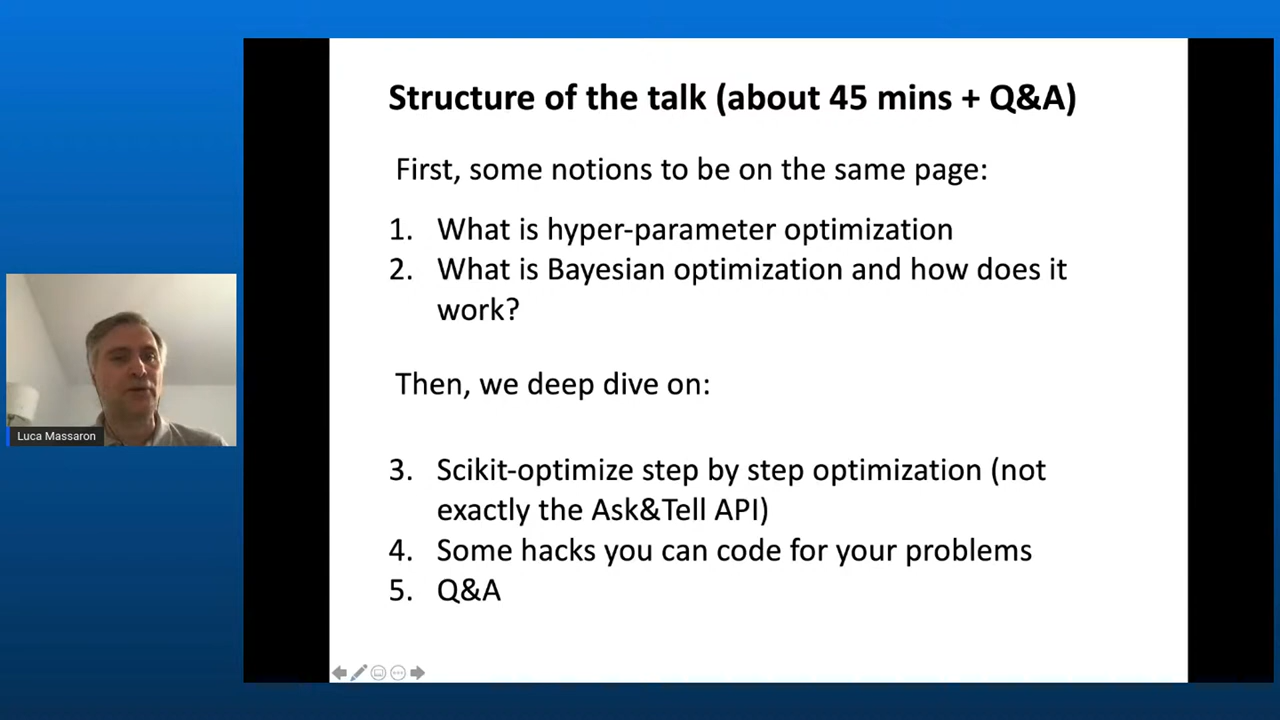 Structure of the talk (about 45 mins + Q&A)
First, some notions to be on the same page:
1. What is hyper-parameter optimization
2. What is Bayesian optimization and how does it
work?
Then, we deep dive on:
3. Scikit-optimize step by step optimization (not
exactly the Ask&Tell API)
4. Some hacks you can code for your problems
5. Q&A
Luca Massaron